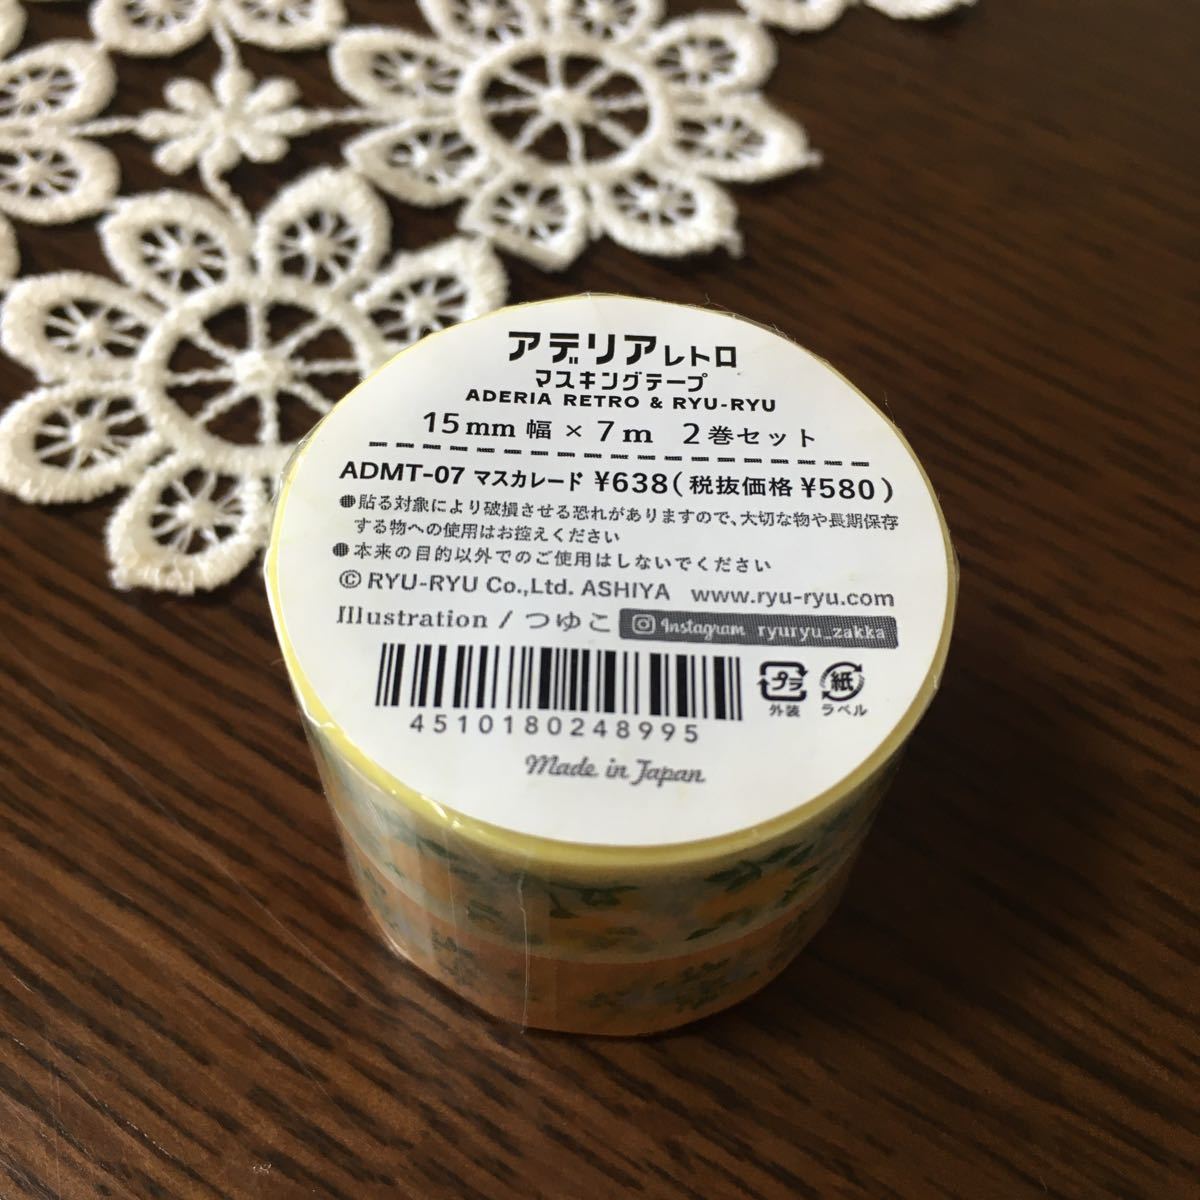 アデリアレトロ
マスキングテープ
ADERIA RETRO & RYU-RYU
15mm 幅 × 7m 2巻セット
ADMT-07 マスカレード ¥638(税抜価格 ¥580)
●貼る対象により破損させる恐れがありますので、大切な物や長期保存
する物への使用はお控えください
●本来の目的以外でのご使用はしないでください
© RYU-RYU Co.,Ltd. ASHIYA www.ryu-ryu.com
Illustration / つゆこ Instagram ryuryu_zakka
プラ 紙
外装 ラベル
4510180248995
Made in Japan